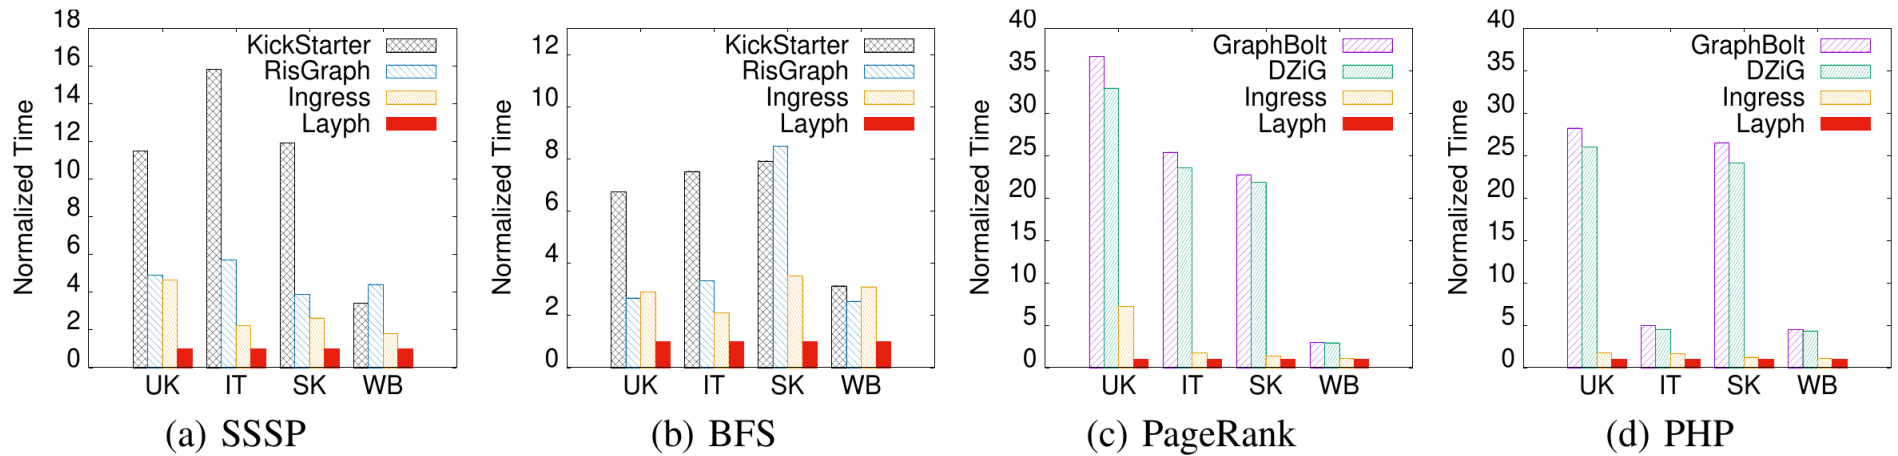 Normalized Time
18
16
14
12
10
8
6
4
2
0
KickStarter
RisGraph
Ingress
Layph
UK IT SK WB
(a) SSSP
Normalized Time
12
10
8
6
4
2
0
KickStarter
RisGraph
Ingress
Layph
UK IT SK WB
(b) BFS
Normalized Time
40
35
30
25
20
15
10
5
0
GraphBolt
DZiG
Ingress
Layph
UK IT SK WB
(c) PageRank
Normalized Time
40
35
30
25
20
15
10
5
0
GraphBolt
DZiG
Ingress
Layph
UK IT SK WB
(d) PHP